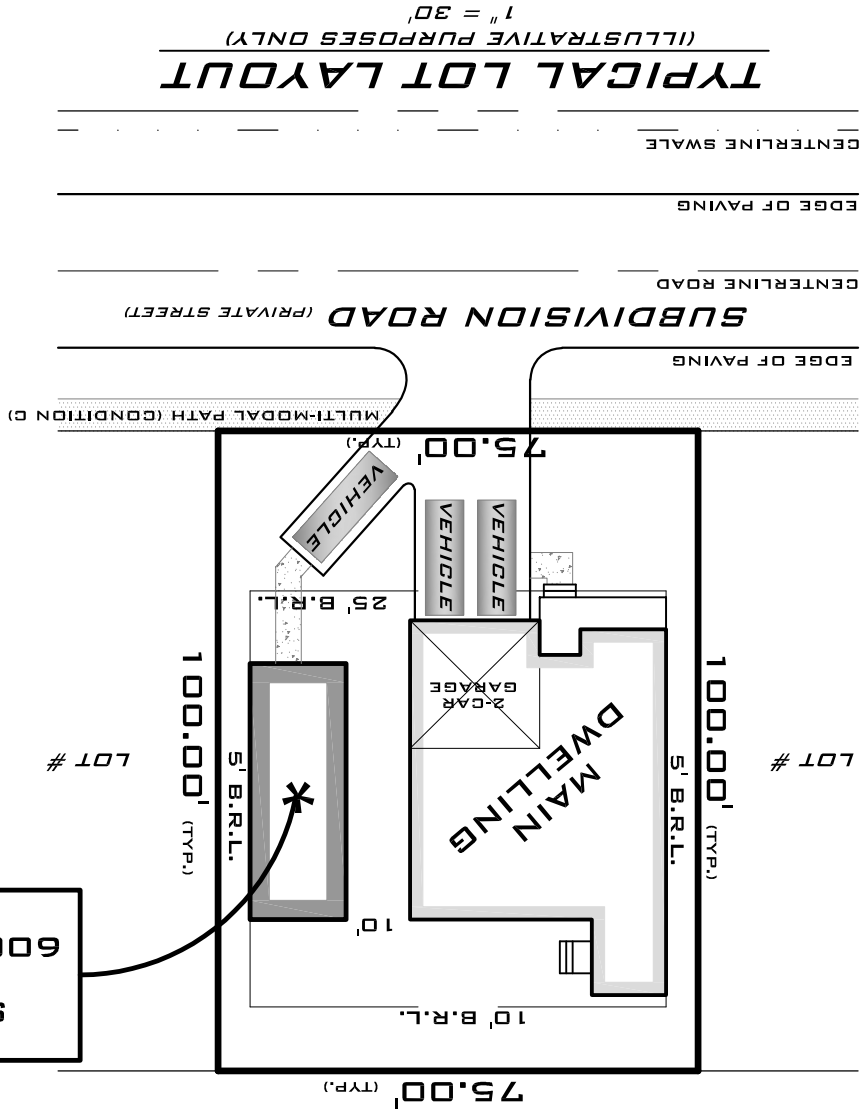 75.00' (TYP.)
10' B.R.L.
10'
100.00' (TYP.)
5' B.R.L.
LOT #
MAIN
DWELLING
2-CAR
GARAGE
*
5' B.R.L.
100.00' (TYP.)
LOT #
25' B.R.L.
VEHICLE
VEHICLE
VEHICLE
75.00' (TYP.)
MULTI-MODAL PATH (CONDITION C)
EDGE OF PAVING
SUBDIVISION ROAD (PRIVATE STREET)
CENTERLINE ROAD
EDGE OF PAVING
CENTERLINE SWALE
TYPICAL LOT LAYOUT
(ILLUSTRATIVE PURPOSES ONLY)
1" = 30'